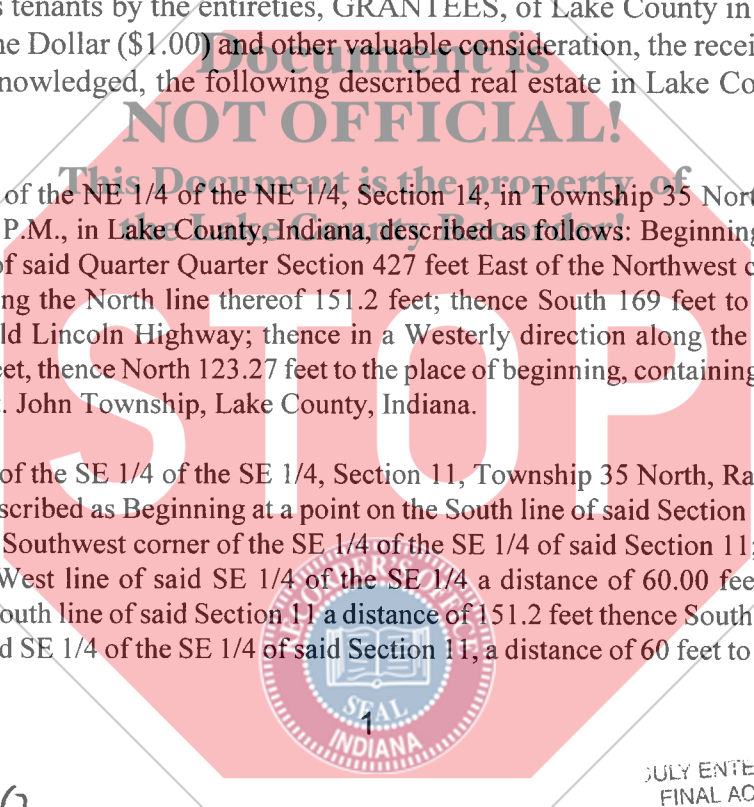 s tenants by the entireties, GRANTEES, of Lake County in
ne Dollar ($1.00) and other valuable consideration, the recei
Document is
nowledged, the following described real estate in Lake Co
NOT OFFICIAL!
This Document is the property of
of the NE 1/4 of the NE 1/4, Section 14, in Township 35 Nort
the Lake County Recorder!
P.M., in Lake County, Indiana, described as follows: Beginning
of said Quarter Quarter Section 427 feet East of the Northwest c
ng the North line thereof 151.2 feet; thence South 169 feet to
ld Lincoln Highway; thence in a Westerly direction along the
eet, thence North 123.27 feet to the place of beginning, containing
t. John Township, Lake County, Indiana.
STOP
of the SE 1/4 of the SE 1/4, Section 11, Township 35 North, Ra
scribed as Beginning at a point on the South line of said Section
Southwest corner of the SE 1/4 of the SE 1/4 of said Section 11;
West line of said SE 1/4 of the SE 1/4 a distance of 60.00 fee
outh line of said Section 11 a distance of 151.2 feet thence South
d SE 1/4 of the SE 1/4 of said Section 11, a distance of 60 feet to
RECORDER'S OFFICE
SEAL
INDIANA
1
DULY ENTE
FINAL AC